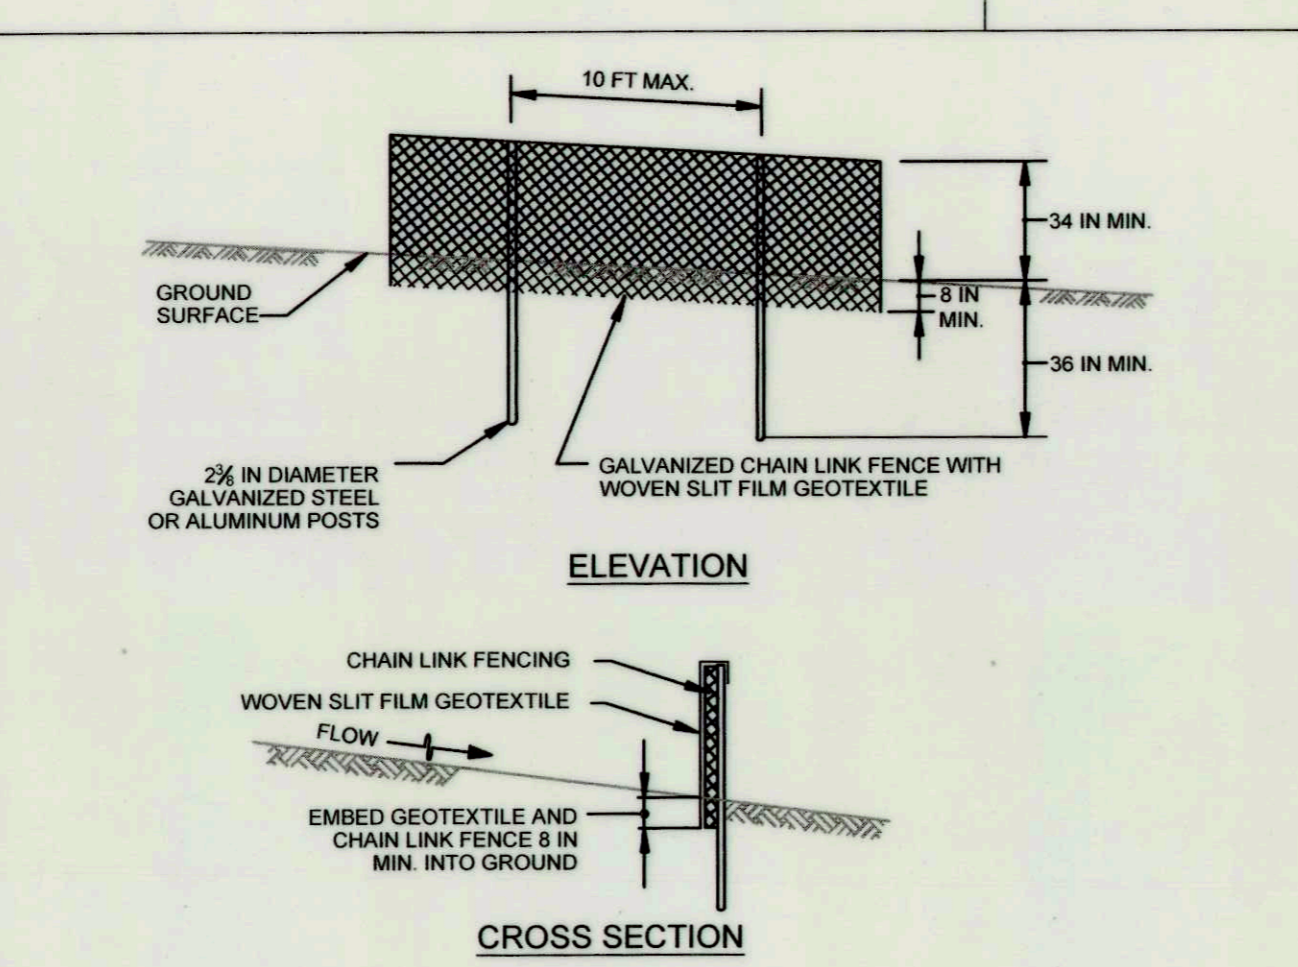 10 FT MAX.
34 IN MIN.
GROUND
SURFACE
8 IN
MIN.
36 IN MIN.
2⅜ IN DIAMETER
GALVANIZED STEEL
OR ALUMINUM POSTS
GALVANIZED CHAIN LINK FENCE WITH
WOVEN SLIT FILM GEOTEXTILE
ELEVATION
CHAIN LINK FENCING
WOVEN SLIT FILM GEOTEXTILE
FLOW
EMBED GEOTEXTILE AND
CHAIN LINK FENCE 8 IN
MIN. INTO GROUND
CROSS SECTION